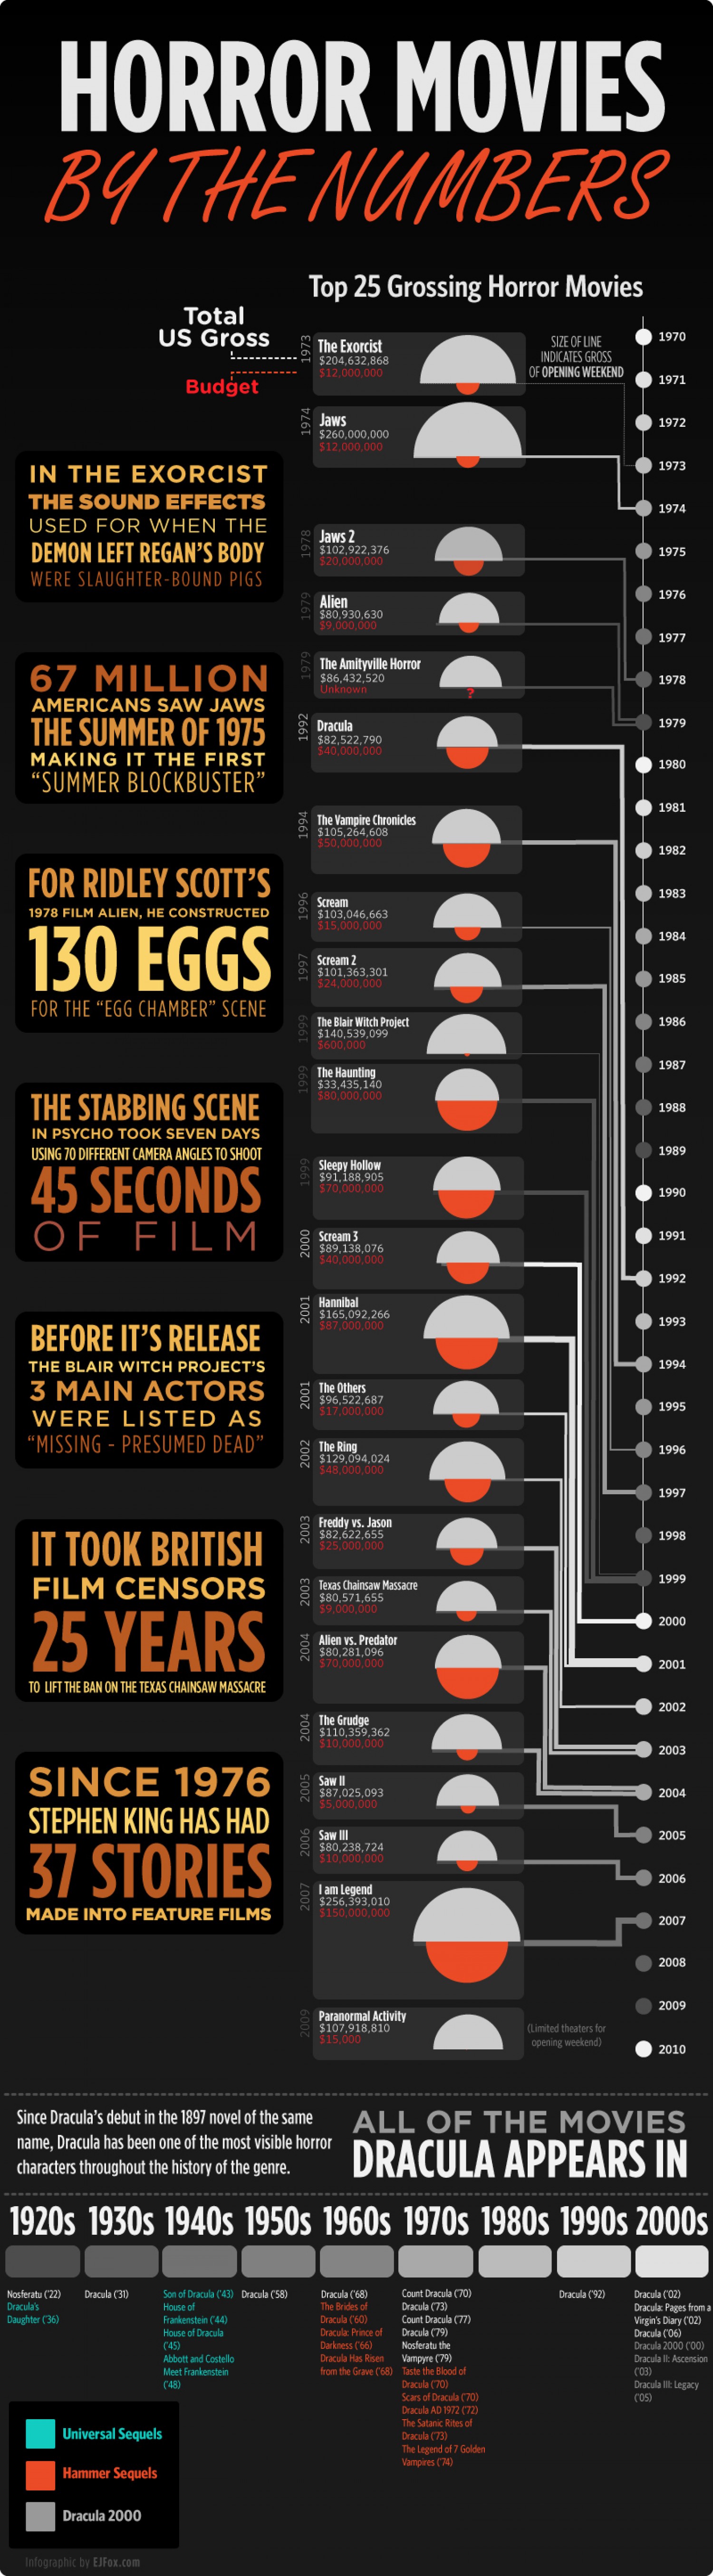 HORROR MOVIES
BY THE NUMBERS
Top 25 Grossing Horror Movies
Total
US Gross
Budget
SIZE OF LINE
INDICATES GROSS
OF OPENING WEEKEND
1973
The Exorcist
$204,632,868
$12,000,000
1974
Jaws
$260,000,000
$12,000,000
1978
Jaws 2
$102,922,376
$20,000,000
1979
Alien
$80,930,630
$9,000,000
1979
The Amityville Horror
$86,432,520
Unknown
?
1992
Dracula
$82,522,790
$40,000,000
1994
The Vampire Chronicles
$105,264,608
$50,000,000
1996
Scream
$103,046,663
$15,000,000
1997
Scream 2
$101,363,301
$24,000,000
1999
The Blair Witch Project
$140,539,099
$600,000
1999
The Haunting
$33,435,140
$80,000,000
1999
Sleepy Hollow
$91,188,905
$70,000,000
2000
Scream 3
$89,138,076
$40,000,000
2001
Hannibal
$165,092,266
$87,000,000
2001
The Others
$96,522,687
$17,000,000
2002
The Ring
$129,094,024
$48,000,000
2003
Freddy vs. Jason
$82,622,655
$25,000,000
2003
Texas Chainsaw Massacre
$80,571,655
$9,000,000
2004
Alien vs. Predator
$80,281,096
$70,000,000
2004
The Grudge
$110,359,362
$10,000,000
2005
Saw II
$87,025,093
$5,000,000
2006
Saw III
$80,238,724
$10,000,000
2007
I am Legend
$256,393,010
$150,000,000
2009
Paranormal Activity
$107,918,810
$15,000
(Limited theaters for
opening weekend)
1970
1971
1972
1973
1974
1975
1976
1977
1978
1979
1980
1981
1982
1983
1984
1985
1986
1987
1988
1989
1990
1991
1992
1993
1994
1995
1996
1997
1998
1999
2000
2001
2002
2003
2004
2005
2006
2007
2008
2009
2010
IN THE EXORCIST
THE SOUND EFFECTS
USED FOR WHEN THE
DEMON LEFT REGAN'S BODY
WERE SLAUGHTER-BOUND PIGS
67 MILLION
AMERICANS SAW JAWS
THE SUMMER OF 1975
MAKING IT THE FIRST
"SUMMER BLOCKBUSTER"
FOR RIDLEY SCOTT'S
1978 FILM ALIEN, HE CONSTRUCTED
130 EGGS
FOR THE "EGG CHAMBER" SCENE
THE STABBING SCENE
IN PSYCHO TOOK SEVEN DAYS
USING 70 DIFFERENT CAMERA ANGLES TO SHOOT
45 SECONDS
OF FILM
BEFORE IT'S RELEASE
THE BLAIR WITCH PROJECT'S
3 MAIN ACTORS
WERE LISTED AS
"MISSING - PRESUMED DEAD"
IT TOOK BRITISH
FILM CENSORS
25 YEARS
TO LIFT THE BAN ON THE TEXAS CHAINSAW MASSACRE
SINCE 1976
STEPHEN KING HAS HAD
37 STORIES
MADE INTO FEATURE FILMS
Since Dracula's debut in the 1897 novel of the same
name, Dracula has been one of the most visible horror
characters throughout the history of the genre.
ALL OF THE MOVIES
DRACULA APPEARS IN
1920s 1930s 1940s 1950s 1960s 1970s 1980s 1990s 2000s
Nosferatu ('22)
Dracula's
Daughter ('36)
Dracula ('31)
Son of Dracula ('43)
House of
Frankenstein ('44)
House of Dracula
('45)
Abbott and Costello
Meet Frankenstein
('48)
Dracula ('58)
Dracula ('68)
The Brides of
Dracula ('60)
Dracula: Prince of
Darkness ('66)
Dracula Has Risen
from the Grave ('68)
Count Dracula ('70)
Dracula ('73)
Count Dracula ('77)
Dracula ('79)
Nosferatu the
Vampyre ('79)
Taste the Blood of
Dracula ('70)
Scars of Dracula ('70)
Dracula AD 1972 ('72)
The Satanic Rites of
Dracula ('73)
The Legend of 7 Golden
Vampires ('74)
Dracula ('92)
Dracula ('02)
Dracula: Pages from a
Virgin's Diary ('02)
Dracula ('06)
Dracula 2000 ('00)
Dracula II: Ascension
('03)
Dracula III: Legacy
('05)
Universal Sequels
Hammer Sequels
Dracula 2000
Infographic by EJFox.com